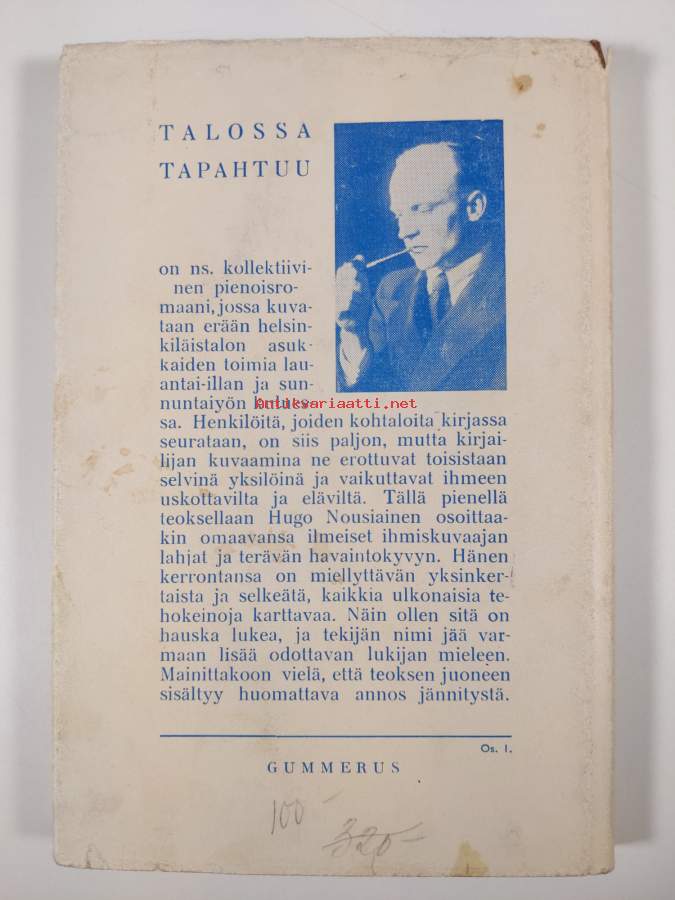 TALOSSA
TAPAHTUU
on ns. kollektiivi-
nen pienoisro-
maani, jossa kuva-
taan erään helsin-
kiläistalon asuk-
kaiden toimia lau-
antai-illan ja sun-
nuntaiyön
antikvariaatti.net
sa. Henkilöitä, joiden kohtaloita kirjassa
seurataan, on siis paljon, mutta kirjai-
lijan kuvaamina ne erottuvat toisistaan
selvinä yksilöinä ja vaikuttavat ihmeen
uskottavilta ja eläviltä. Tällä pienellä
teoksellaan Hugo Nousiainen osoittaa-
kin omaavansa ilmeiset ihmiskuvaajan
lahjat ja terävän havaintokyvyn. Hänen
kerrontansa on miellyttävän yksinker-
taista ja selkeätä, kaikkia ulkonaisia te-
hokeinoja karttavaa. Näin ollen sitä on
hauska lukea, ja tekijän nimi jää var-
maan lisää odottavan lukijan mieleen.
Mainittakoon vielä, että teoksen juoneen
sisältyy huomattava annos jännitystä.
Os. 1.
GUMMERUS
100-
320-